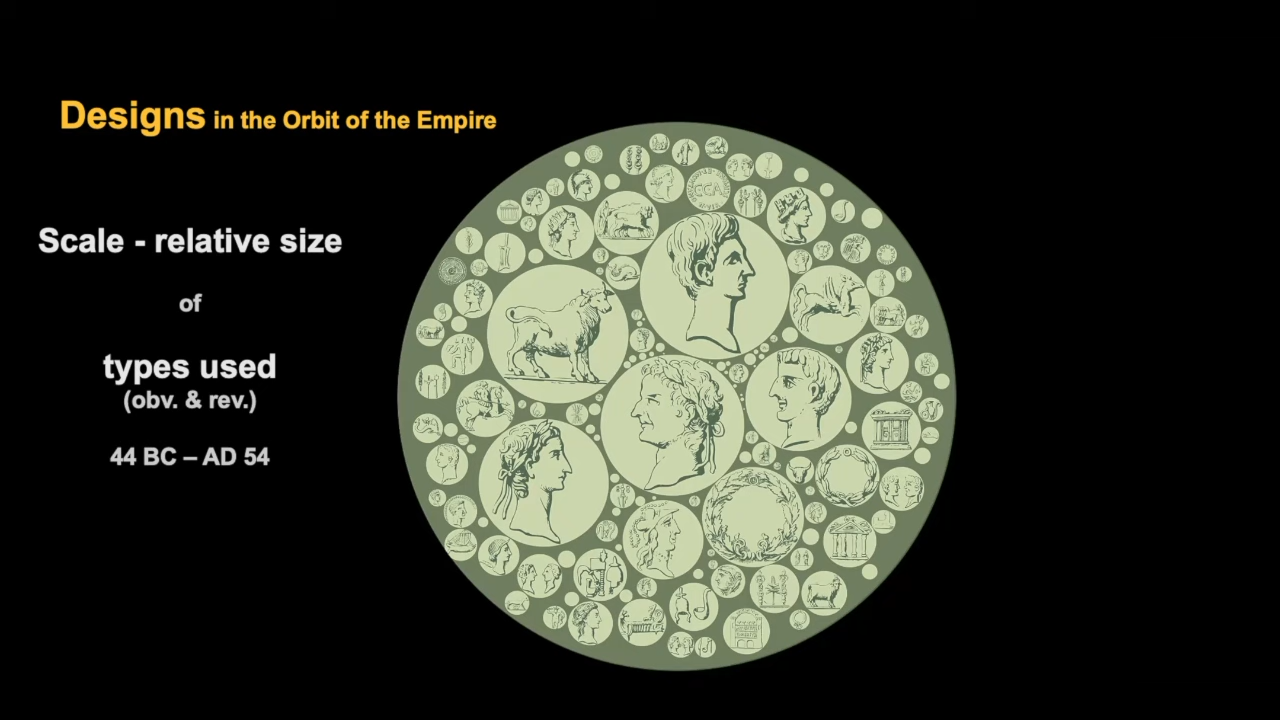 Designs in the Orbit of the Empire
Scale - relative size
of
types used
(obv. & rev.)
44 BC – AD 54
CCA